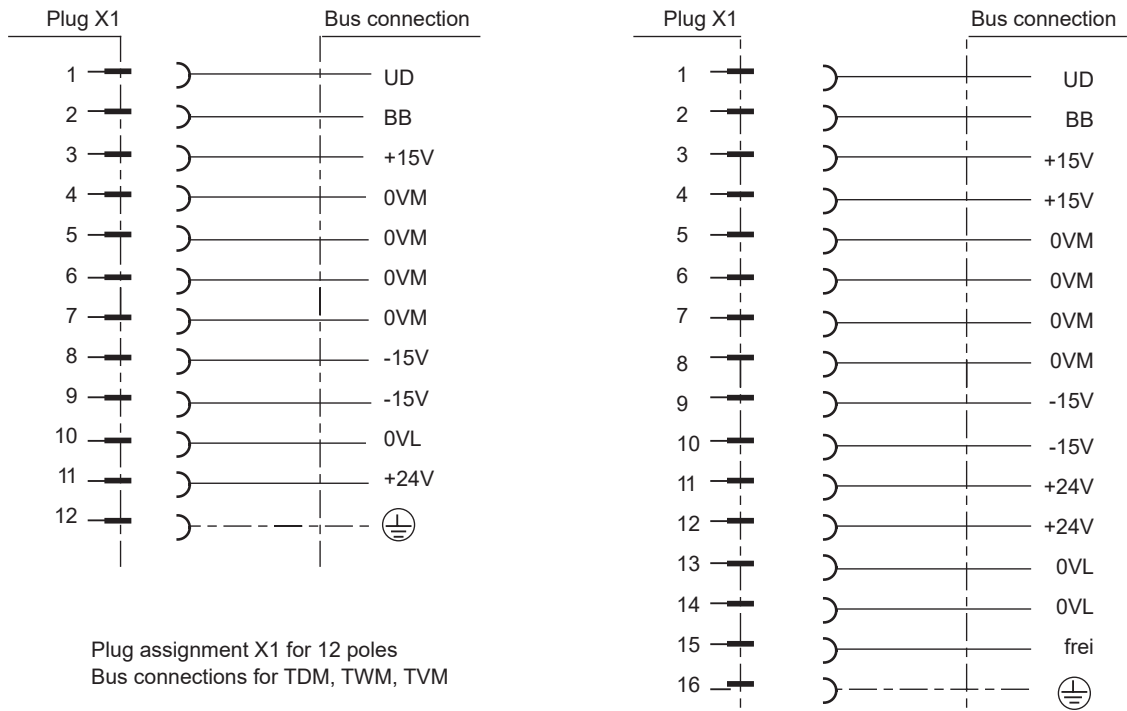 Plug X1 Bus connection
1 UD
2 BB
3 +15V
4 0VM
5 0VM
6 0VM
7 0VM
8 -15V
9 -15V
10 0VL
11 +24V
12
Plug assignment X1 for 12 poles
Bus connections for TDM, TWM, TVM
Plug X1 Bus connection
1 UD
2 BB
3 +15V
4 +15V
5 0VM
6 0VM
7 0VM
8 0VM
9 -15V
10 -15V
11 +24V
12 +24V
13 0VL
14 0VL
15 frei
16